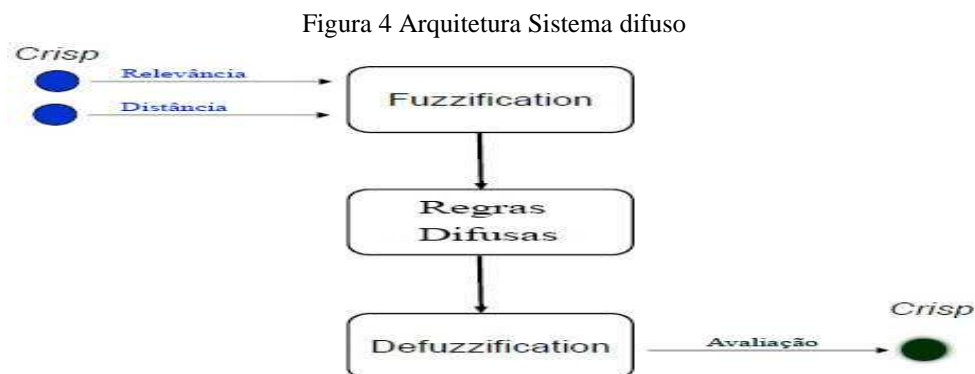 Figura 4 Arquitetura Sistema difuso
Crisp
Relevância
Distância
Fuzzification
Regras
Difusas
Crisp
Defuzzification
Avaliação